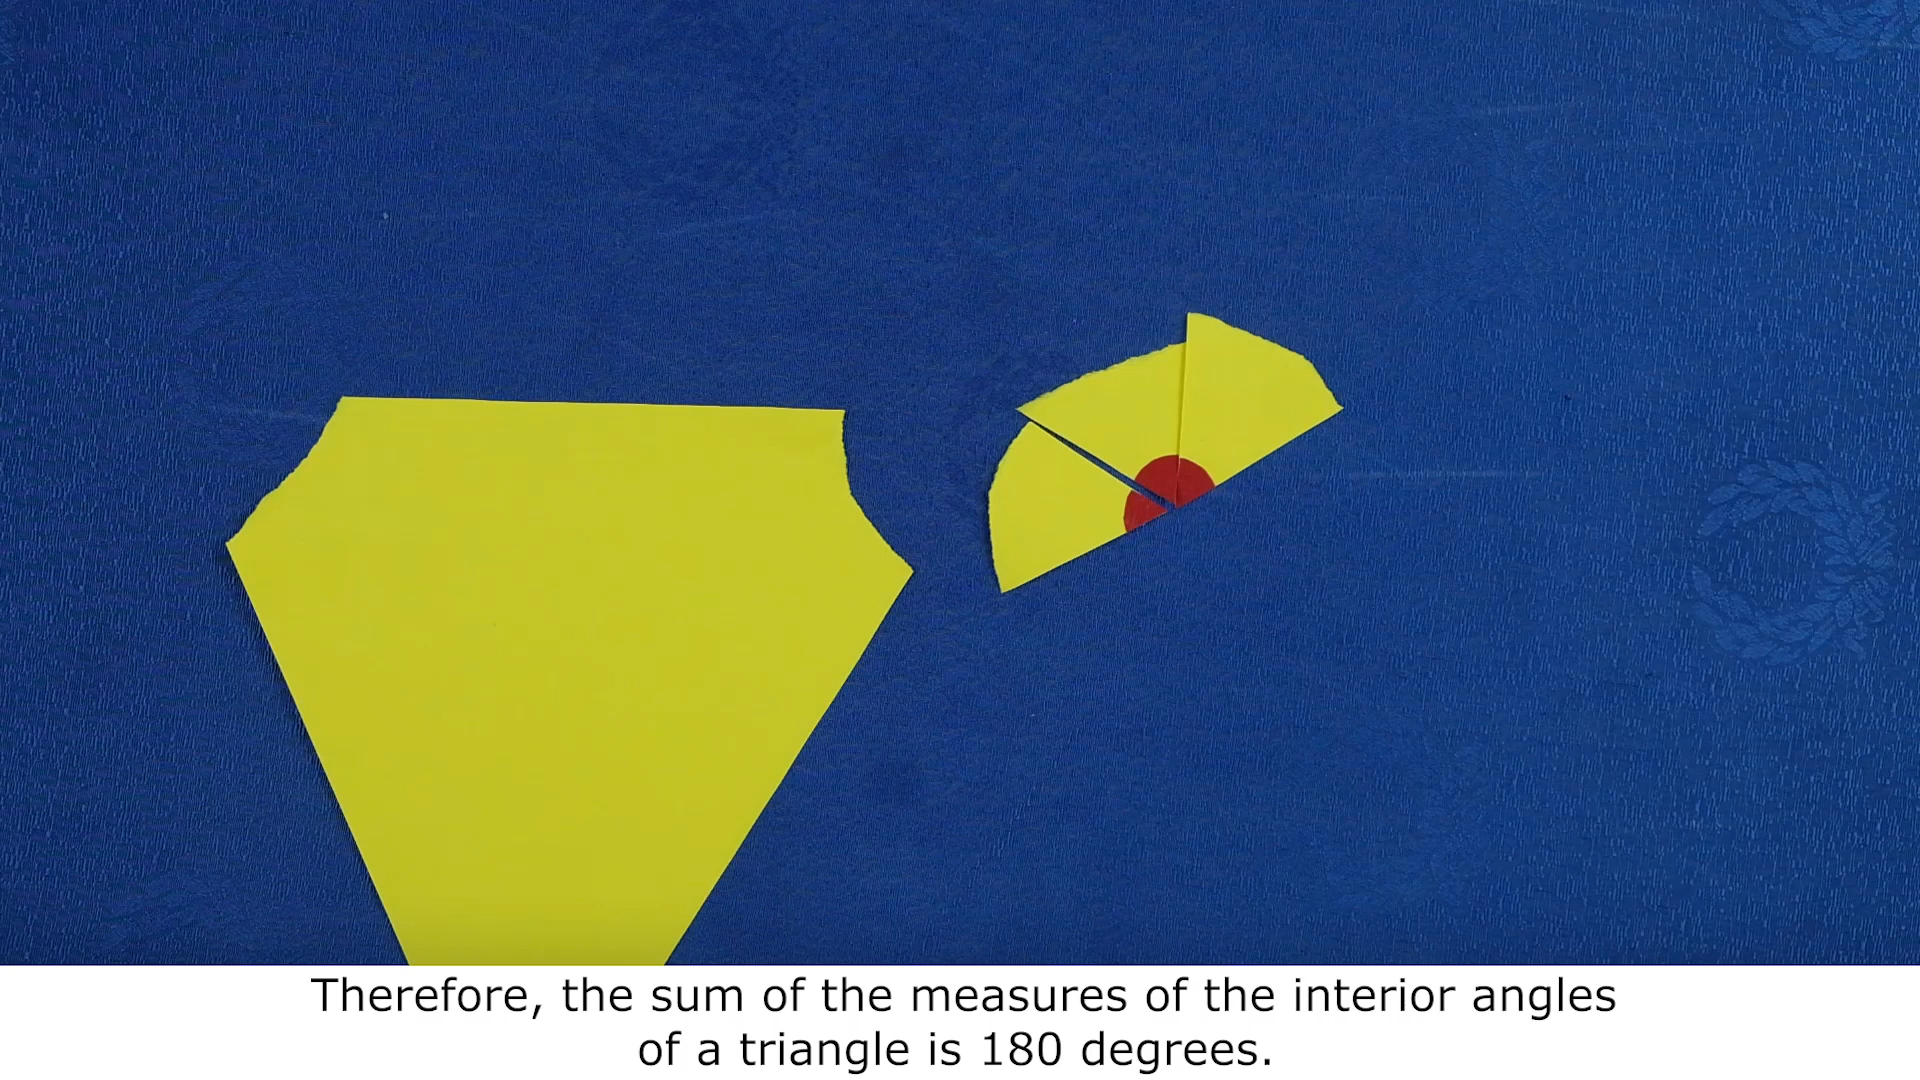 Therefore, the sum of the measures of the interior angles
of a triangle is 180 degrees.